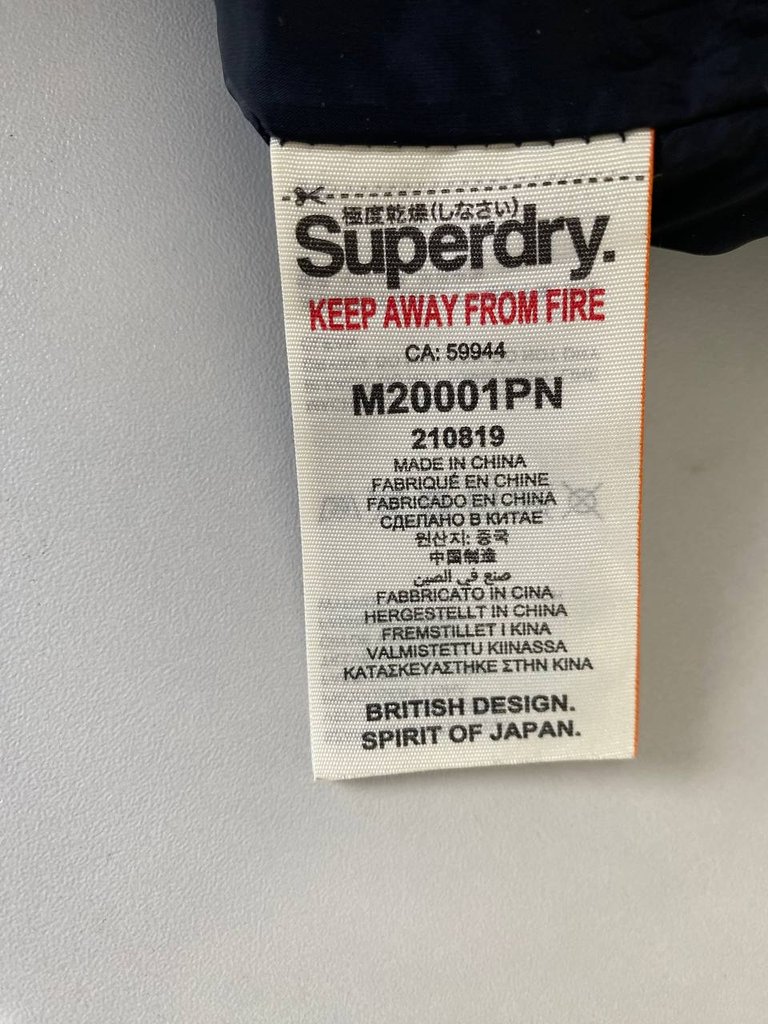 極度乾燥(しなさい)
Superdry.
KEEP AWAY FROM FIRE
CA: 59944
M20001PN
210819
MADE IN CHINA
FABRIQUÉ EN CHINE
FABRICADO EN CHINA
СДЕЛАНО В КИТАЕ
원산지: 중국
中国制造
صنع في الصين
FABBRICATO IN CINA
HERGESTELLT IN CHINA
FREMSTILLET I KINA
VALMISTETTU KIINASSA
ΚΑΤΑΣΚΕΥΑΣΤΗΚΕ ΣΤΗΝ ΚΙΝΑ
BRITISH DESIGN.
SPIRIT OF JAPAN.